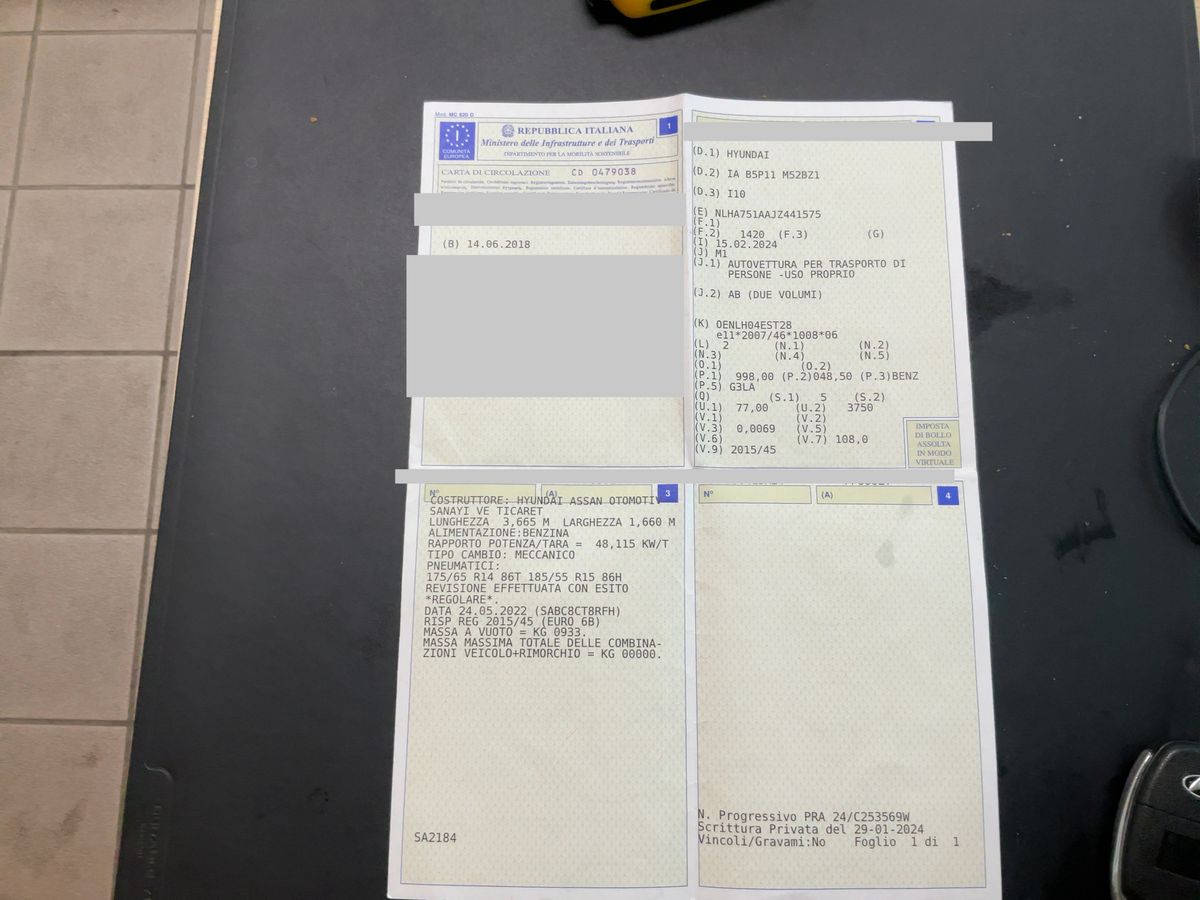 Mod. MC 820 D
1
I
COMUNITÀ
EUROPEA
REPUBBLICA ITALIANA
Ministero delle Infrastrutture e dei Trasporti
DIPARTIMENTO PER LA MOBILITÀ SOSTENIBILE
CARTA DI CIRCOLAZIONE CD 0479038
(B) 14.06.2018
(D.1) HYUNDAI
(D.2) IA B5P11 M52BZ1
(D.3) I10
(E) NLHA751AAJZ441575
(F.1)
(F.2) 1420 (F.3) (G)
(I) 15.02.2024
(J) M1
(J.1) AUTOVETTURA PER TRASPORTO DI
PERSONE -USO PROPRIO
(J.2) AB (DUE VOLUMI)
(K) OENLH04EST28
e11*2007/46*1008*06
(L) 2 (N.1) (N.2)
(N.3) (N.4) (N.5)
(O.1) (O.2)
(P.1) 998,00 (P.2)048,50 (P.3)BENZ
(P.5) G3LA
(Q) (S.1) 5 (S.2)
(U.1) 77,00 (U.2) 3750
(V.1) (V.2)
(V.3) 0,0069 (V.5)
(V.6) (V.7) 108,0
(V.9) 2015/45
IMPOSTA
DI BOLLO
ASSOLTA
IN MODO
VIRTUALE
N° (A) 3
COSTRUTTORE: HYUNDAI ASSAN OTOMOTIV
SANAYI VE TICARET
LUNGHEZZA 3,665 M LARGHEZZA 1,660 M
ALIMENTAZIONE:BENZINA
RAPPORTO POTENZA/TARA = 48,115 KW/T
TIPO CAMBIO: MECCANICO
PNEUMATICI:
175/65 R14 86T 185/55 R15 86H
REVISIONE EFFETTUATA CON ESITO
*REGOLARE*.
DATA 24.05.2022 (SABC8CT8RFH)
RISP REG 2015/45 (EURO 6B)
MASSA A VUOTO = KG 0933.
MASSA MASSIMA TOTALE DELLE COMBINA-
ZIONI VEICOLO+RIMORCHIO = KG 00000.
SA2184
N° (A) 4
N. Progressivo PRA 24/C253569W
Scrittura Privata del 29-01-2024
Vincoli/Gravami:No Foglio 1 di 1